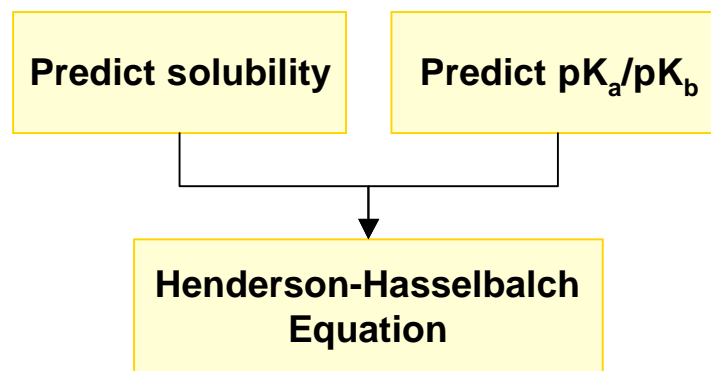 Predict solubility
Predict pKa/pKb
Henderson-Hasselbalch
Equation